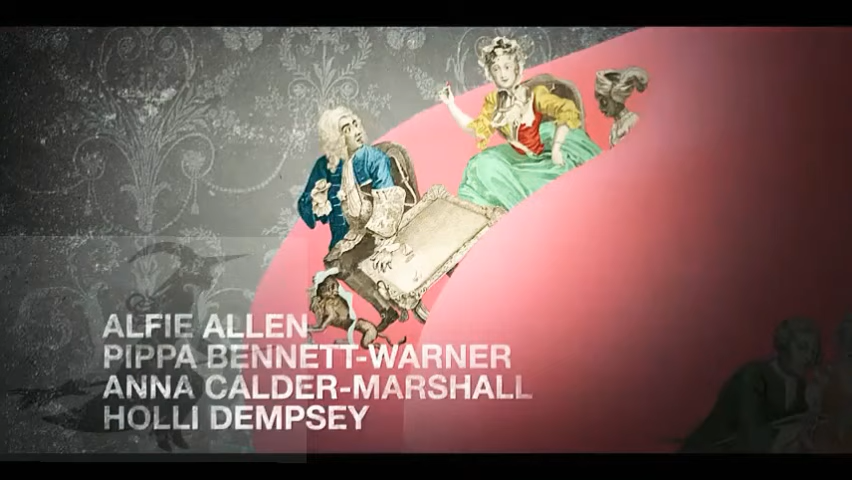 ALFIE ALLEN
PIPPA BENNETT-WARNER
ANNA CALDER-MARSHALL
HOLLI DEMPSEY